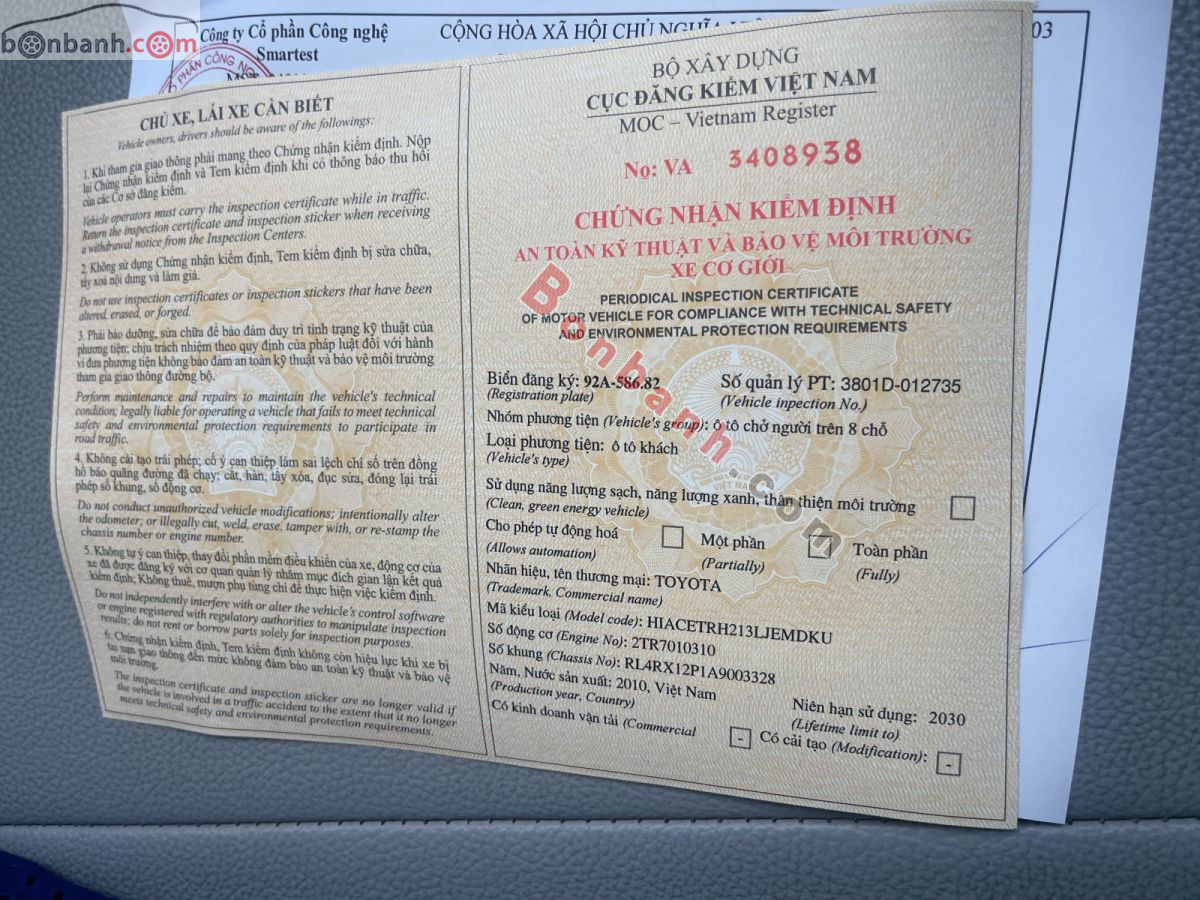 bonbanh.com
Công ty Cổ phần Công nghệ
Smartest
CỘNG HÒA XÃ HỘI CHỦ NGHĨA
03
PHẦN CÔNG
CHỦ XE, LÁI XE CẦN BIẾT
Vehicle owners, drivers should be aware of the followings:
1. Khi tham gia giao thông phải mang theo Chứng nhận kiểm định. Nộp
lại Chứng nhận kiểm định và Tem kiểm định khi có thông báo thu hồi
của các Cơ sở đăng kiểm.
Vehicle operators must carry the inspection certificate while in traffic.
Return the inspection certificate and inspection sticker when receiving
a withdrawal notice from the Inspection Centers.
2. Không sử dụng Chứng nhận kiểm định, Tem kiểm định bị sửa chữa,
tẩy xoá nội dung và làm giả.
Do not use inspection certificates or inspection stickers that have been
altered, erased, or forged.
3. Phải bảo dưỡng, sửa chữa để bảo đảm duy trì tình trạng kỹ thuật của
phương tiện; chịu trách nhiệm theo quy định của pháp luật đối với hành
vi đưa phương tiện không bảo đảm an toàn kỹ thuật và bảo vệ môi trường
tham gia giao thông đường bộ.
Perform maintenance and repairs to maintain the vehicle's technical
condition; legally liable for operating a vehicle that fails to meet technical
safety and environmental protection requirements to participate in
road traffic.
4. Không cải tạo trái phép; cố ý can thiệp làm sai lệch chỉ số trên đồng
hồ báo quãng đường đã chạy; cắt, hàn, tẩy xóa, đục sửa, đóng lại trái
phép số khung, số động cơ.
Do not conduct unauthorized vehicle modifications; intentionally alter
the odometer; or illegally cut, weld, erase, tamper with, or re-stamp the
chassis number or engine number.
5. Không tự ý can thiệp, thay đổi phần mềm điều khiển của xe, động cơ của
xe đã được đăng ký với cơ quan quản lý nhằm mục đích gian lận kết quả
kiểm định; Không thuê, mượn phụ tùng chỉ để thực hiện việc kiểm định.
Do not independently interfere with or alter the vehicle's control software
or engine registered with regulatory authorities to manipulate inspection
results; do not rent or borrow parts solely for inspection purposes.
6. Chứng nhận kiểm định, Tem kiểm định không còn hiệu lực khi xe bị
tai nạn giao thông đến mức không đảm bảo an toàn kỹ thuật và bảo vệ
môi trường.
The inspection certificate and inspection sticker are no longer valid if
the vehicle is involved in a traffic accident to the extent that it no longer
meets technical safety and environmental protection requirements.
BỘ XÂY DỰNG
CỤC ĐĂNG KIỂM VIỆT NAM
MOC – Vietnam Register
Nọ: VA 3408938
CHỨNG NHẬN KIỂM ĐỊNH
AN TOÀN KỸ THUẬT VÀ BẢO VỆ MÔI TRƯỜNG
XE CƠ GIỚI
PERIODICAL INSPECTION CERTIFICATE
OF MOTOR VEHICLE FOR COMPLIANCE WITH TECHNICAL SAFETY
AND ENVIRONMENTAL PROTECTION REQUIREMENTS
Bonbanh.com
Biển đăng ký: 92A-586.82 Số quản lý PT: 3801D-012735
(Registration plate) (Vehicle inspection No.)
Nhóm phương tiện (Vehicle's group): ô tô chở người trên 8 chỗ
Loại phương tiện: ô tô khách
(Vehicle's type)
Sử dụng năng lượng sạch, năng lượng xanh, thân thiện môi trường
(Clean, green energy vehicle)
Cho phép tự động hoá Một phần Toàn phần
(Allows automation) (Partially) (Fully)
Nhãn hiệu, tên thương mại: TOYOTA
(Trademark, Commercial name)
Mã kiểu loại (Model code): HIACETRH213LJEMDKU
Số động cơ (Engine No): 2TR7010310
Số khung (Chassis No): RL4RX12P1A9003328
Năm, Nước sản xuất: 2010, Việt Nam Niên hạn sử dụng: 2030
(Production year, Country) (Lifetime limit to)
Có kinh doanh vận tải (Commercial - Có cải tạo (Modification): -